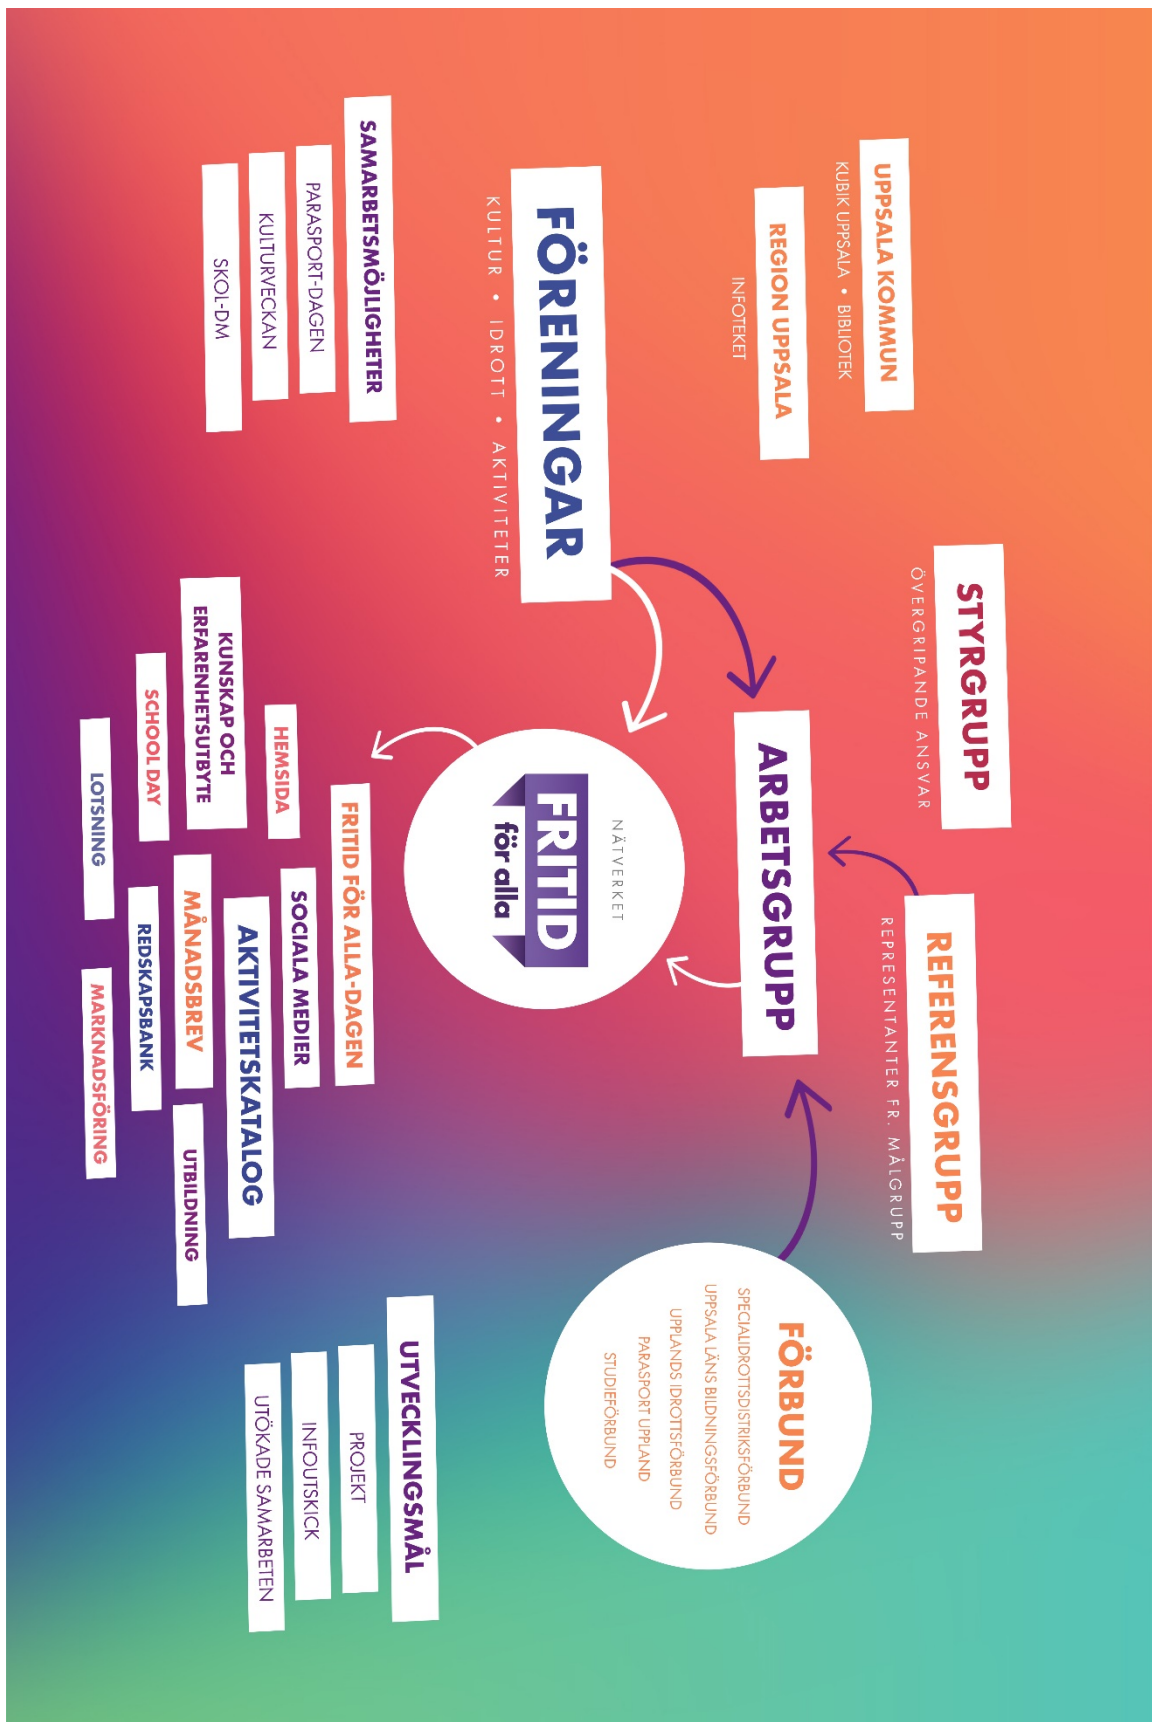 STYRGRUPP
ÖVERGRIPANDE ANSVAR
UPPSALA KOMMUN
KUBIK UPPSALA • BIBLIOTEK
REGION UPPSALA
INFOTEKET
REFERENSGRUPP
REPRESENTANTER FR. MÅLGRUPP
ARBETSGRUPP
FÖRBUND
SPECIALIDROTTSDISTRIKSFÖRBUND
UPPSALA LÄNS BILDNINGSFÖRBUND
UPPLANDS IDROTTSFÖRBUND
PARASPORT UPPLAND
STUDIEFÖRBUND
FÖRENINGAR
KULTUR • IDROTT • AKTIVITETER
NÄTVERKET
FRITID
för alla
SAMARBETSMÖJLIGHETER
PARASPORT-DAGEN
KULTURVECKAN
SKOL-DM
FRITID FÖR ALLA-DAGEN
HEMSIDA
SOCIALA MEDIER
KUNSKAP OCH
ERFARENHETSUTBYTE
AKTIVITETSKATALOG
MÅNADSBREV
UTBILDNING
SCHOOL DAY
REDSKAPSBANK
LOTSNING
MARKNADSFÖRING
UTVECKLINGSMÅL
PROJEKT
INFOUTSKICK
UTÖKADE SAMARBETEN